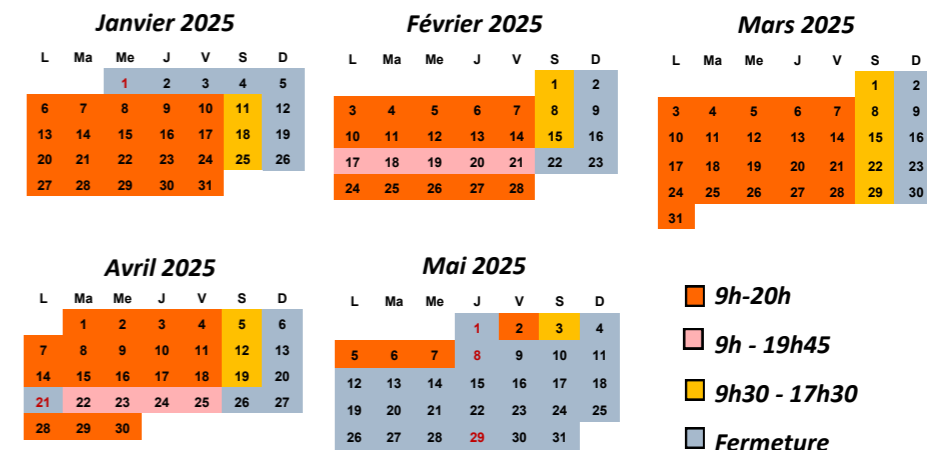 Janvier 2025
L Ma Me J V S D
1 2 3 4 5
6 7 8 9 10 11 12
13 14 15 16 17 18 19
20 21 22 23 24 25 26
27 28 29 30 31
Février 2025
L Ma Me J V S D
1 2
3 4 5 6 7 8 9
10 11 12 13 14 15 16
17 18 19 20 21 22 23
24 25 26 27 28
Mars 2025
L Ma Me J V S D
1 2
3 4 5 6 7 8 9
10 11 12 13 14 15 16
17 18 19 20 21 22 23
24 25 26 27 28 29 30
31
Avril 2025
L Ma Me J V S D
1 2 3 4 5 6
7 8 9 10 11 12 13
14 15 16 17 18 19 20
21 22 23 24 25 26 27
28 29 30
Mai 2025
L Ma Me J V S D
1 2 3 4
5 6 7 8 9 10 11
12 13 14 15 16 17 18
19 20 21 22 23 24 25
26 27 28 29 30 31
9h-20h
9h - 19h45
9h30 - 17h30
Fermeture